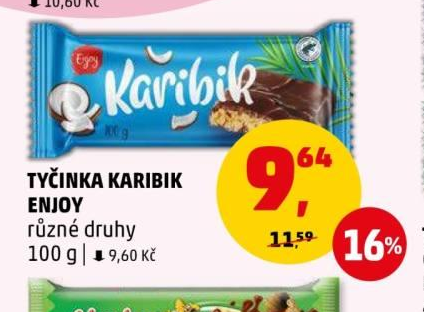 10,60 Kč
Enjoy
Karibik
100 g
TYČINKA KARIBIK
ENJOY
různé druhy
100 g | 9,60 Kč
9,64
11,59
16%